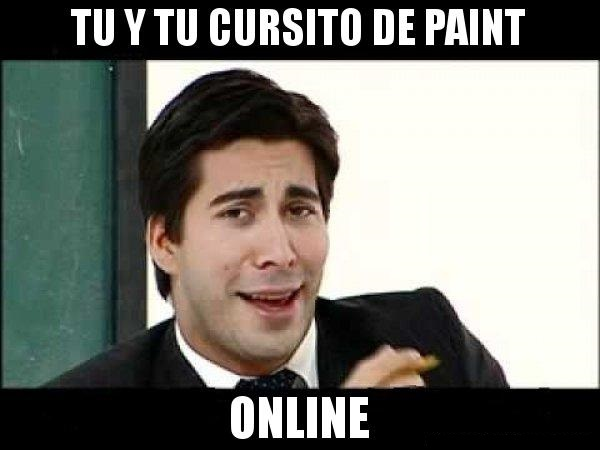 TU Y TU CURSITO DE PAINT
ONLINE